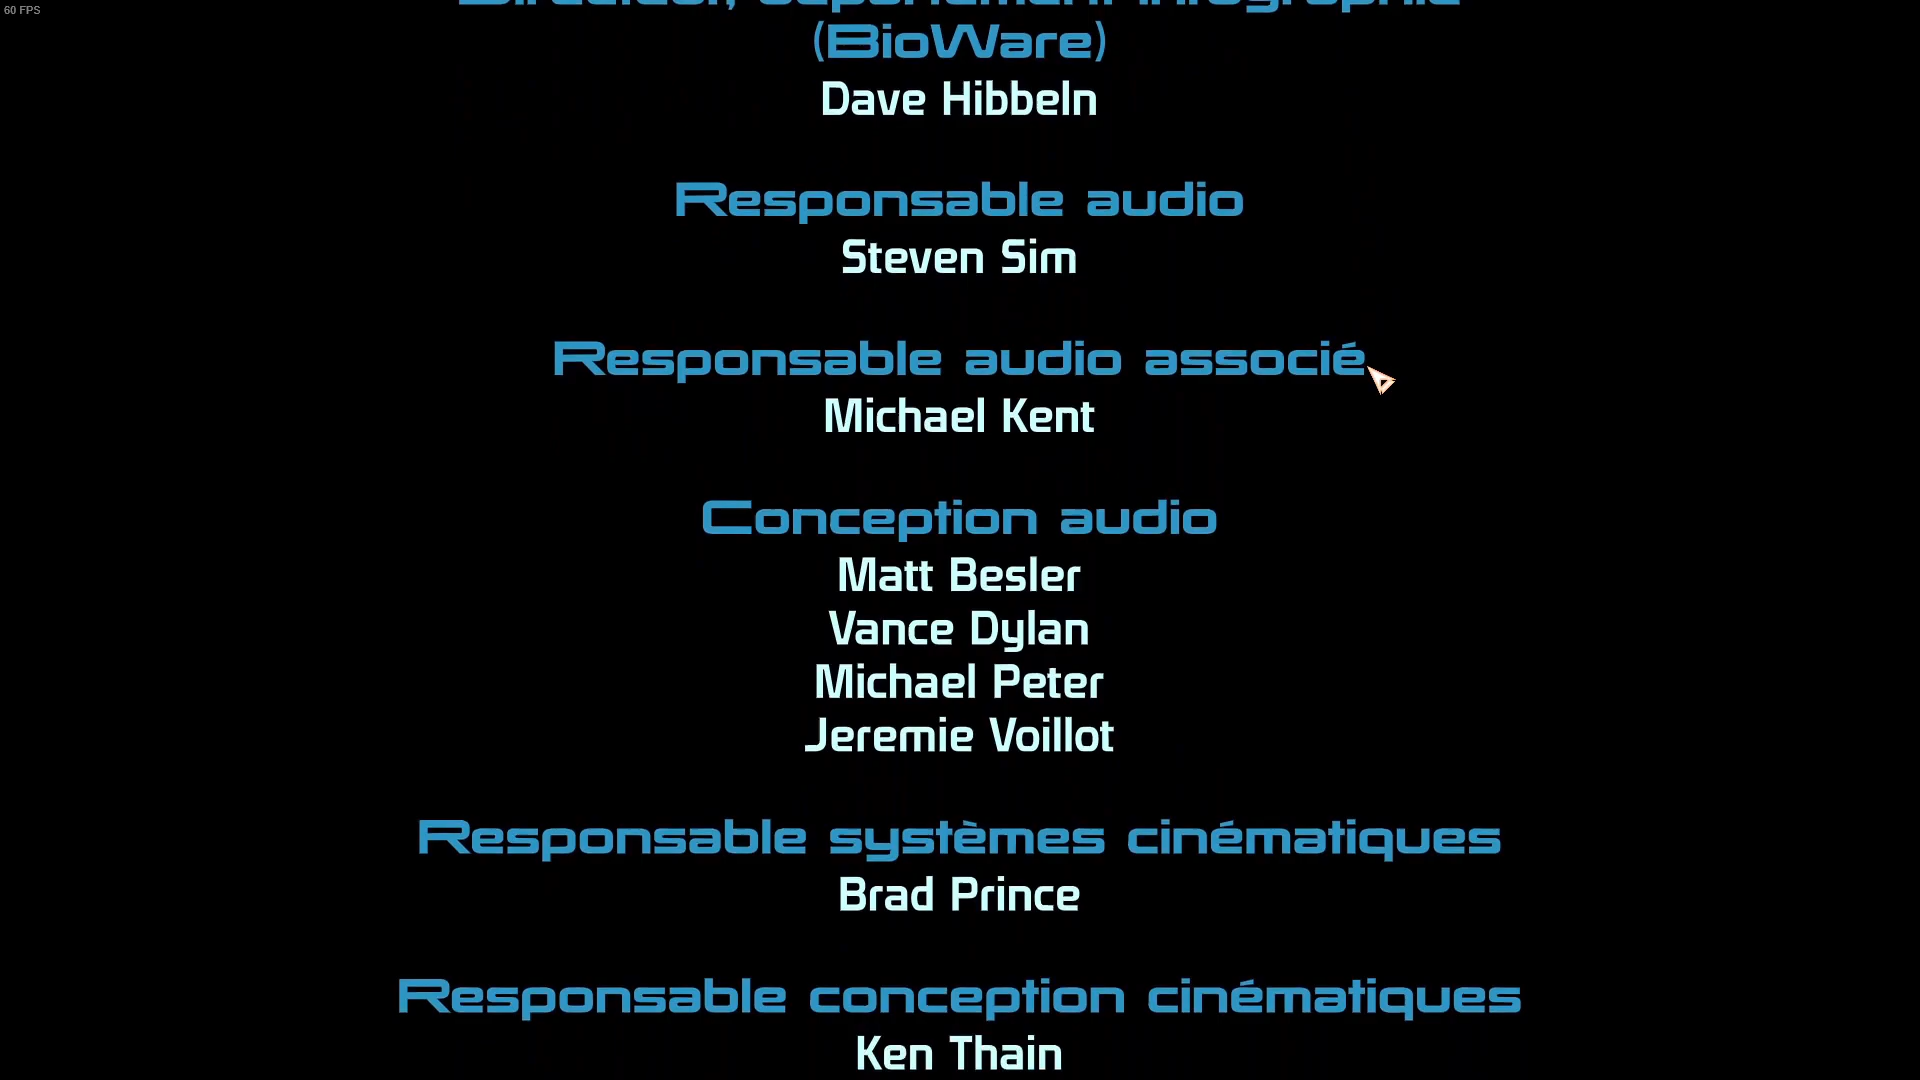 60 FPS
(BioWare)
Dave Hibbeln
Responsable audio
Steven Sim
Responsable audio associé
Michael Kent
Conception audio
Matt Besler
Vance Dylan
Michael Peter
Jeremie Voillot
Responsable systèmes cinématiques
Brad Prince
Responsable conception cinématiques
Ken Thain